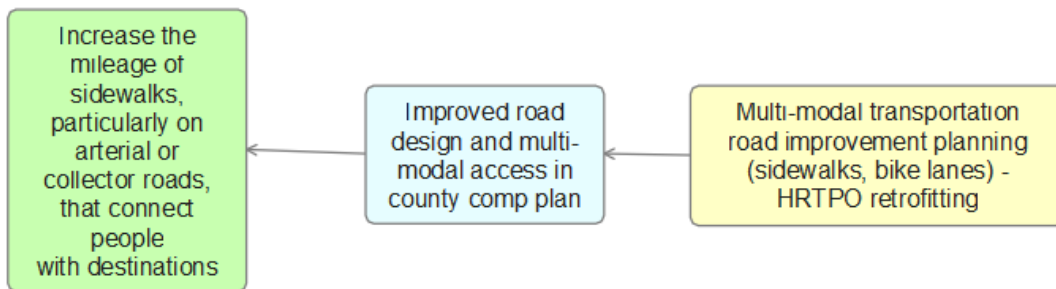 Increase the
mileage of
sidewalks,
particularly on
arterial or
collector roads,
that connect
people
with destinations
Improved road
design and multi-
modal access in
county comp plan
Multi-modal transportation
road improvement planning
(sidewalks, bike lanes) -
HRTPO retrofitting